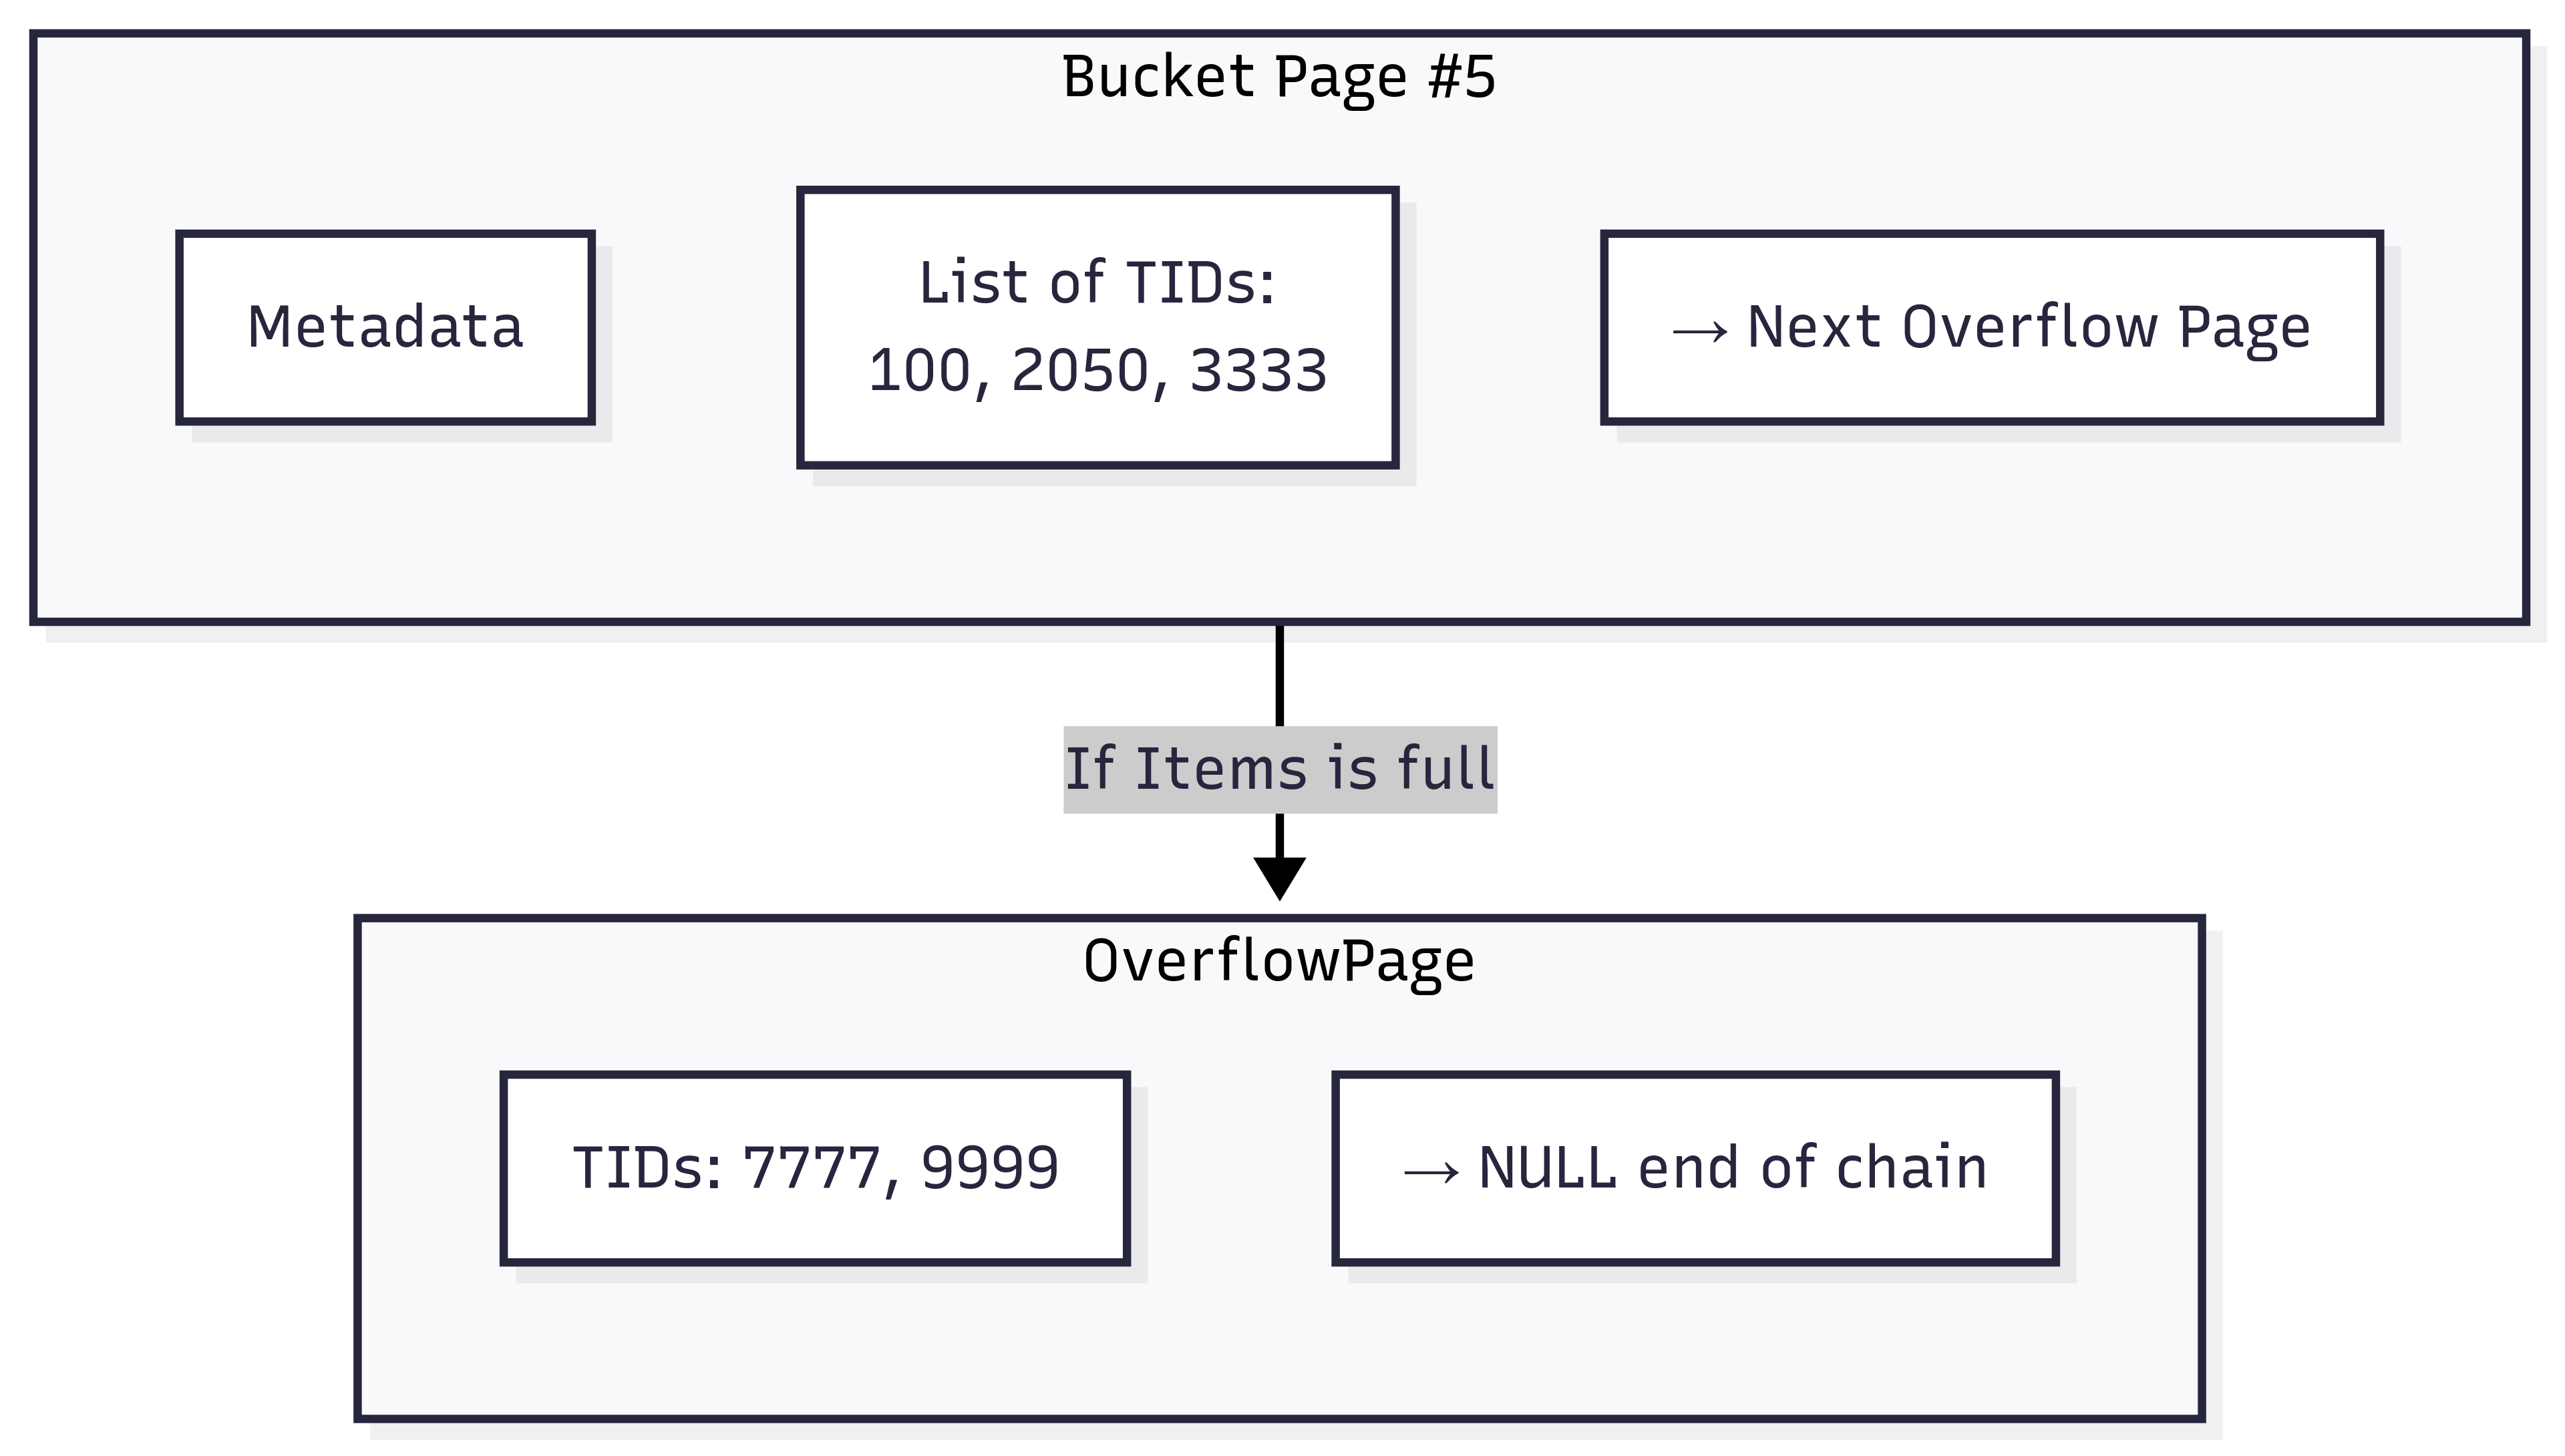 Bucket Page #5
Metadata
List of TIDs:
100, 2050, 3333
→ Next Overflow Page
If Items is full
OverflowPage
TIDs: 7777, 9999
→ NULL end of chain